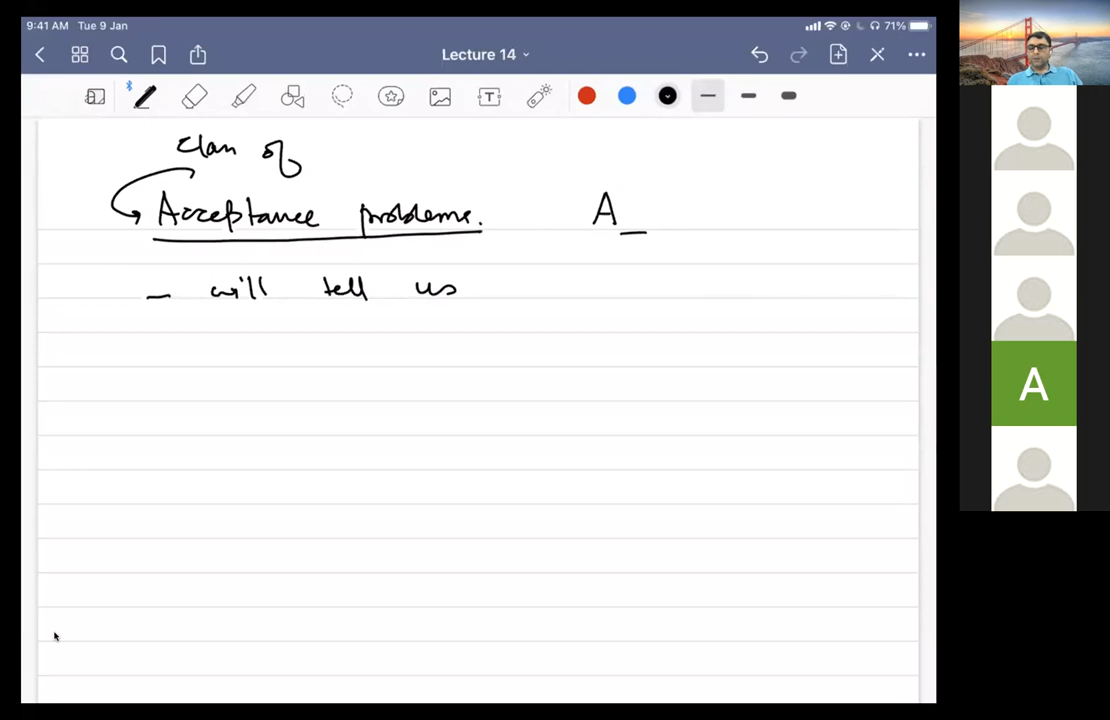 9:41 AM Tue 9 Jan 71%
Lecture 14
T
class of
Acceptance problems. A_
- will tell us
A